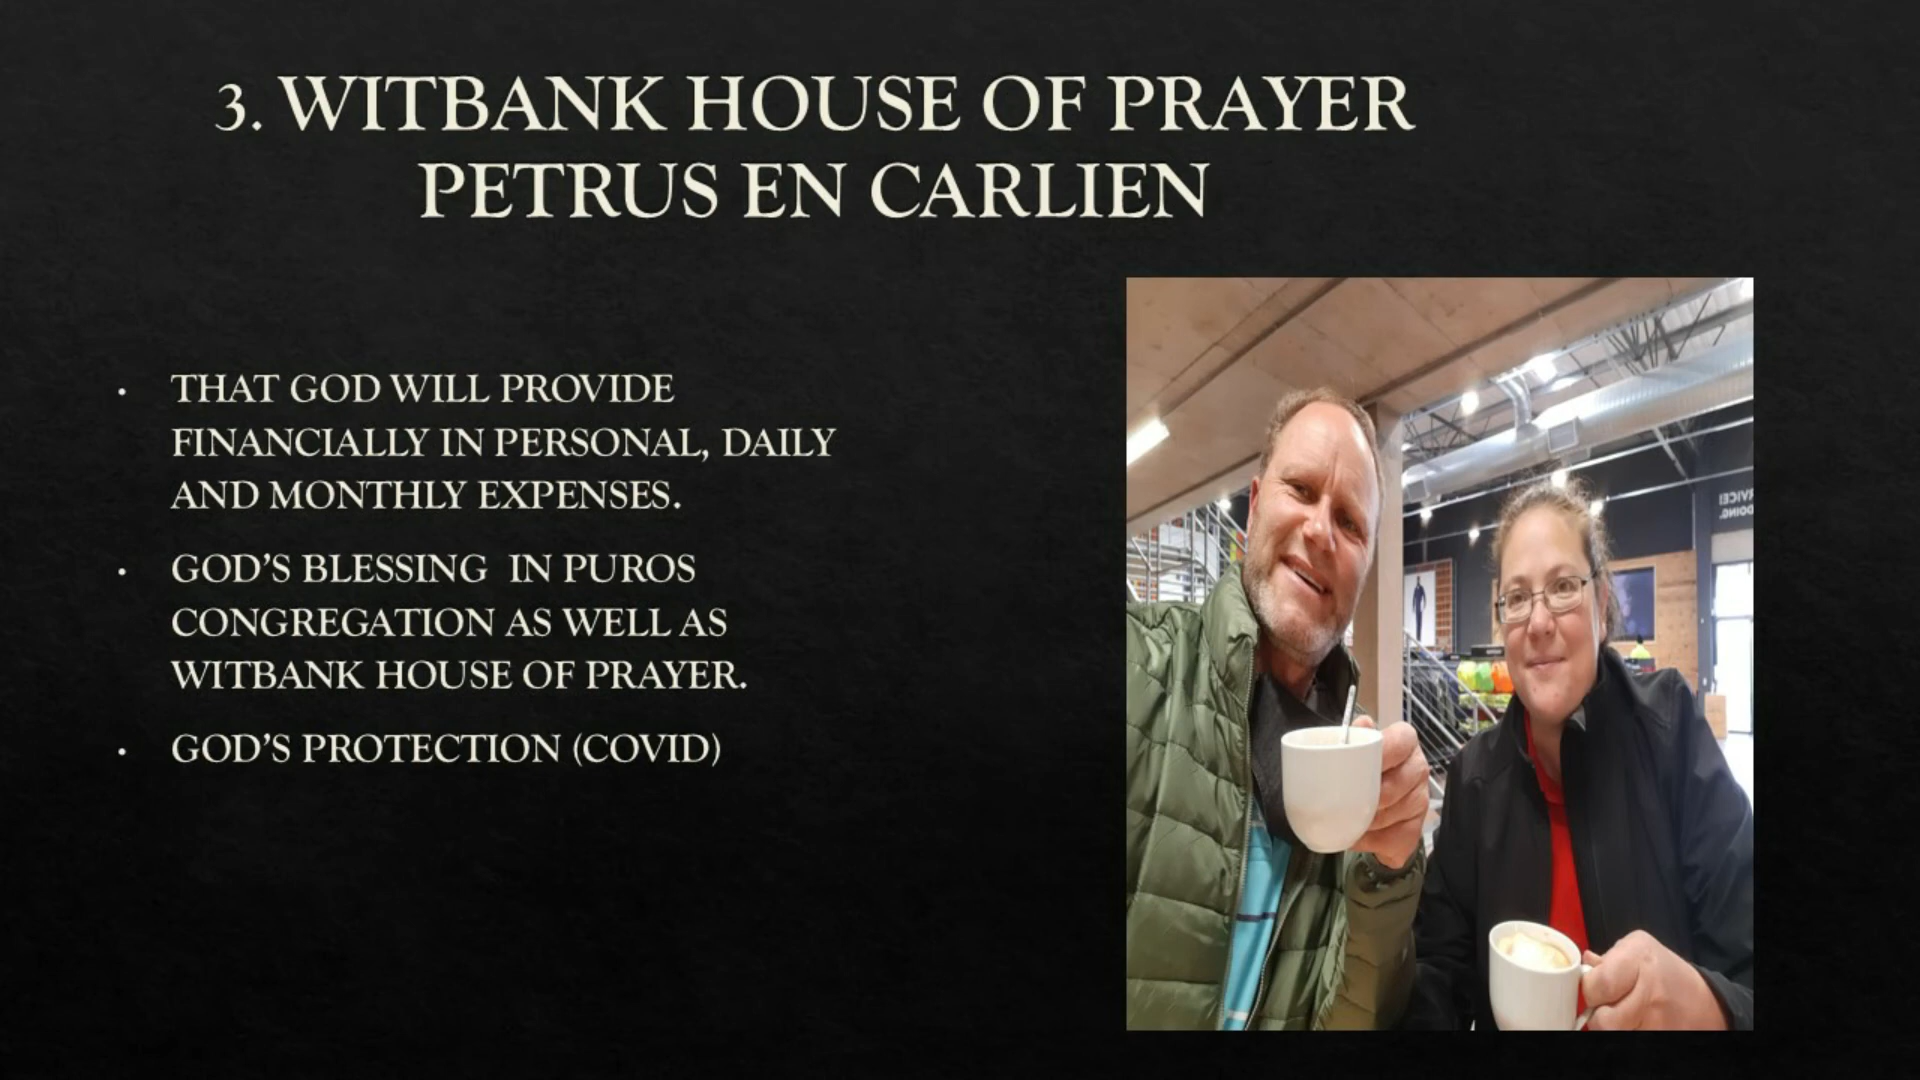 3. WITBANK HOUSE OF PRAYER
PETRUS EN CARLIEN
• THAT GOD WILL PROVIDE
FINANCIALLY IN PERSONAL, DAILY
AND MONTHLY EXPENSES.
• GOD’S BLESSING  IN PUROS
CONGREGATION AS WELL AS
WITBANK HOUSE OF PRAYER.
• GOD’S PROTECTION (COVID)